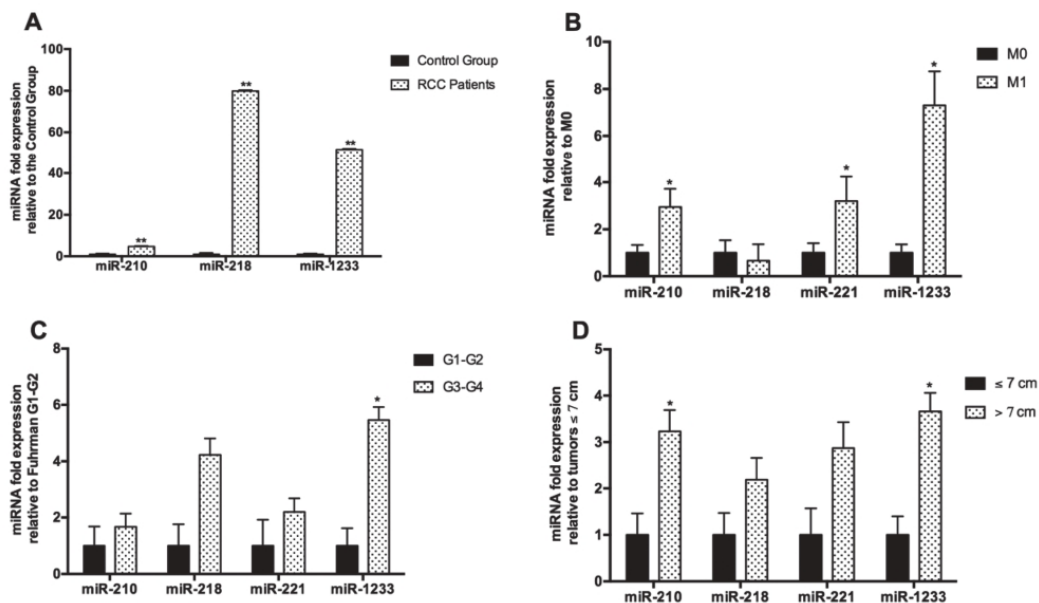 A
miRNA fold expression
relative to the Control Group
100
80
60
40
20
0
**
**
**
miR-210 miR-218 miR-1233
Control Group
RCC Patients
B
miRNA fold expression
relative to M0
10
8
6
4
2
0
*
*
*
miR-210 miR-218 miR-221 miR-1233
M0
M1
C
miRNA fold expression
relative to Fuhrman G1-G2
8
6
4
2
0
*
miR-210 miR-218 miR-221 miR-1233
G1-G2
G3-G4
D
miRNA fold expression
relative to tumors ≤ 7 cm
5
4
3
2
1
0
*
*
miR-210 miR-218 miR-221 miR-1233
≤ 7 cm
> 7 cm